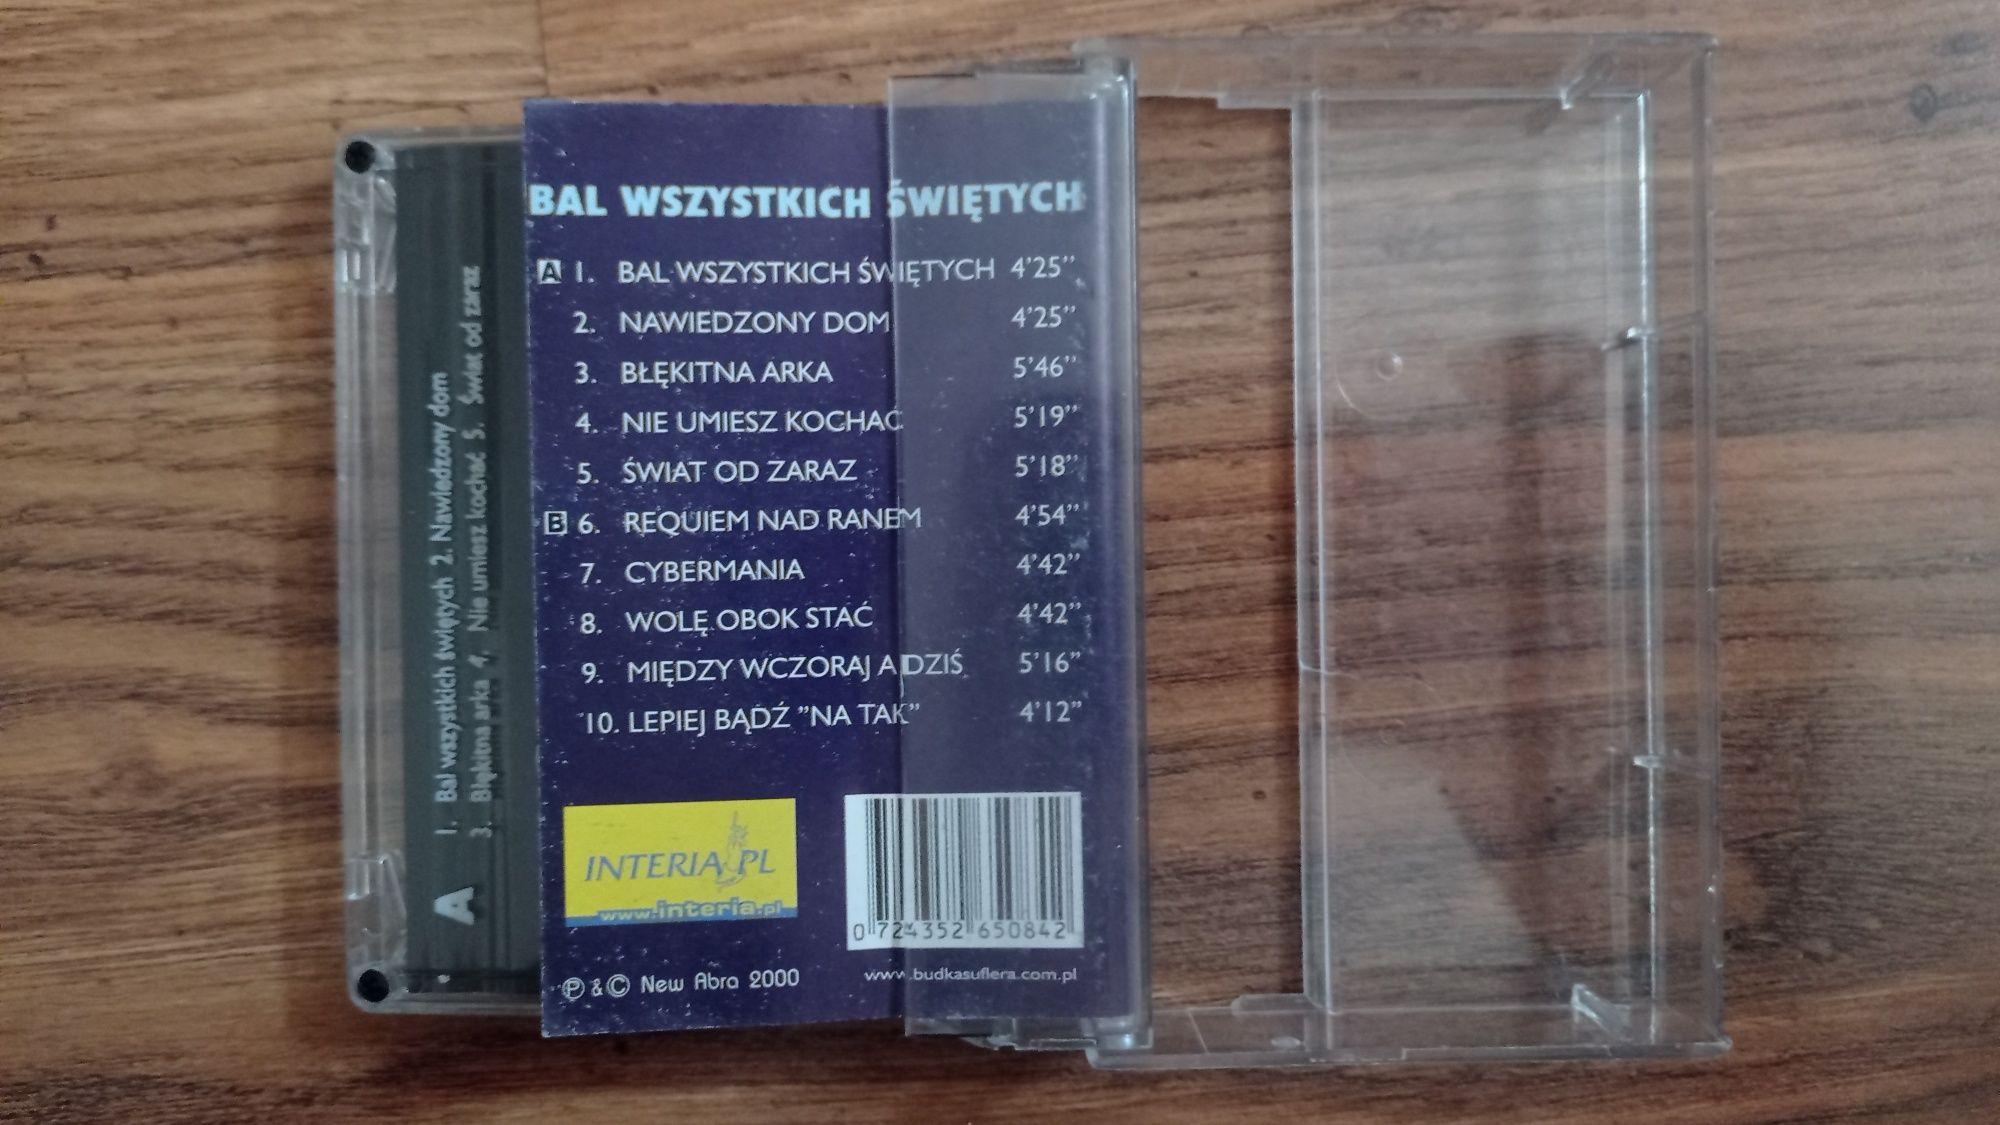 BAL WSZYSTKICH ŚWIĘTYCH
A 1. BAL WSZYSTKICH ŚWIĘTYCH 4'25"
2. NAWIEDZONY DOM 4'25"
3. BŁĘKITNA ARKA 5'46"
4. NIE UMIESZ KOCHAĆ 5'19"
5. ŚWIAT OD ZARAZ 5'18"
B 6. REQUIEM NAD RANEM 4'54"
7. CYBERMANIA 4'42"
8. WOLĘ OBOK STAĆ 4'42"
9. MIĘDZY WCZORAJ A DZIŚ 5'16"
10. LEPIEJ BĄDŹ "NA TAK" 4'12"
INTERIA.PL
www.interia.pl
0 724352 650842
Ⓟ & © New Abra 2000
www.budkasuflera.com.pl
A
1. Bal wszystkich świętych 2. Nawiedzony dom
3. Błękitna arka 4. Nie umiesz kochać 5. Świat od zaraz